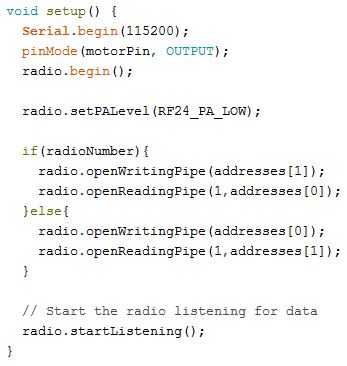 void setup() {
  Serial.begin(115200);
  pinMode(motorPin, OUTPUT);
  radio.begin();

  radio.setPALevel(RF24_PA_LOW);

  if(radioNumber){
    radio.openWritingPipe(addresses[1]);
    radio.openReadingPipe(1,addresses[0]);
  }else{
    radio.openWritingPipe(addresses[0]);
    radio.openReadingPipe(1,addresses[1]);
  }

  // Start the radio listening for data
  radio.startListening();
}